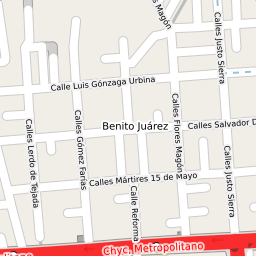 Magón
Calles Justo Sierra
Calle Luis Gónzaga Urbina
Benito Juárez
Calles Salvador D
Calles Lerdo de Tejada
Calles Gómez Farías
Calles Flores Magón
Calles Mártires 15 de Mayo
Calle Reforma
Calles Justo Sierra
Chyc, Metropolitano